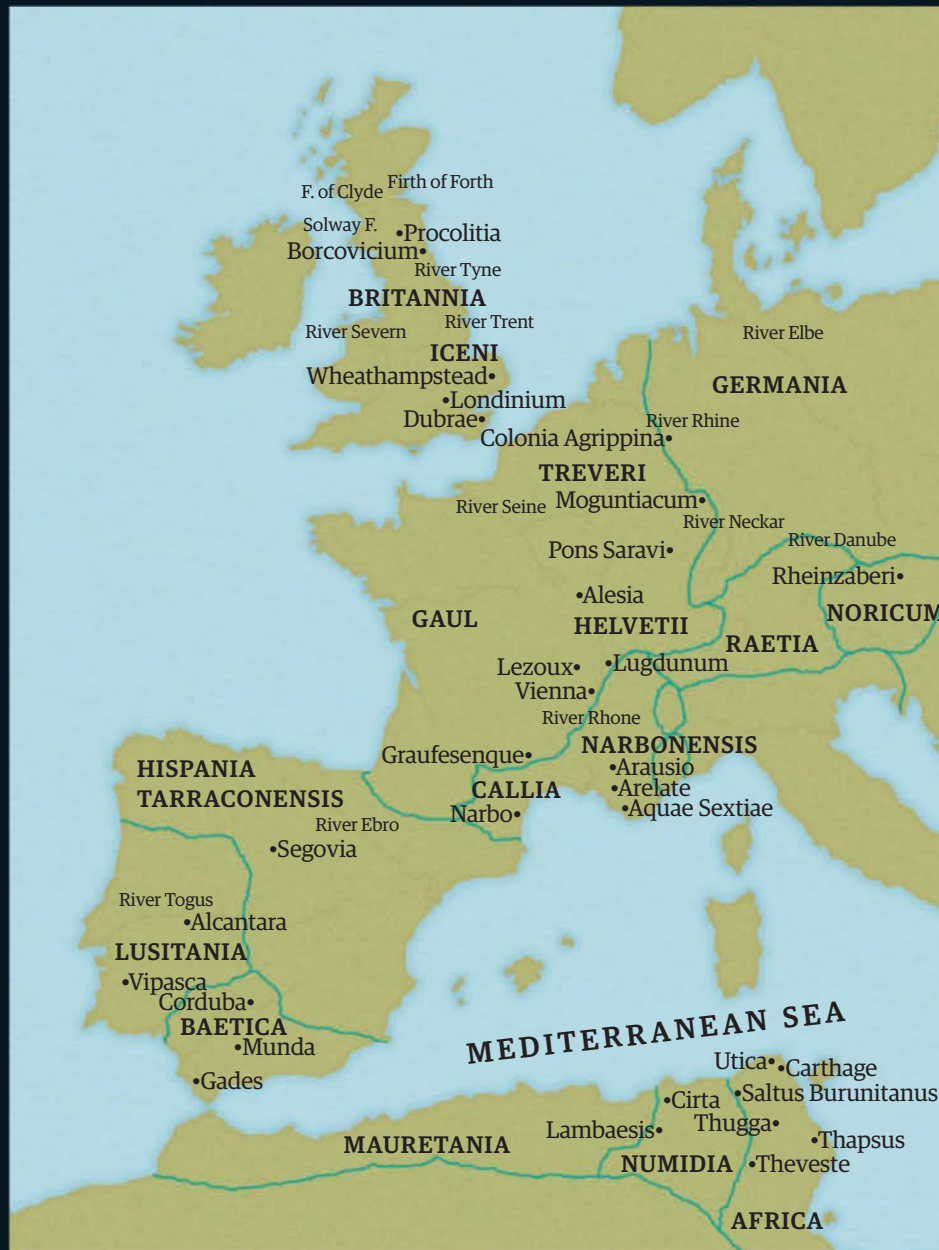 Firth of Forth
F. of Clyde
Solway F.
•Procolitia
Borcovicium•
River Tyne
BRITANNIA
River Trent
River Severn
River Elbe
ICENI
Wheathampstead•
GERMANIA
•Londinium
Dubrae•
River Rhine
Colonia Agrippina•
TREVERI
Moguntiacum•
River Seine
River Neckar
River Danube
Pons Saravi•
Rheinzaberi•
•Alesia
GAUL
HELVETII
NORICUM
RAETIA
Lezoux•
•Lugdunum
Vienna•
River Rhone
NARBONENSIS
Graufesenque•
HISPANIA
TARRACONENSIS
•Arausio
CALLIA
•Arelate
Narbo•
•Aquae Sextiae
River Ebro
•Segovia
River Togus
•Alcantara
LUSITANIA
•Vipasca
Corduba•
BAETICA
•Munda
MEDITERRANEAN SEA
•Gades
Utica•
•Carthage
•Saltus Burunitanus
•Cirta
Thugga•
Lambaesis•
•Thapsus
MAURETANIA
NUMIDIA
•Theveste
AFRICA